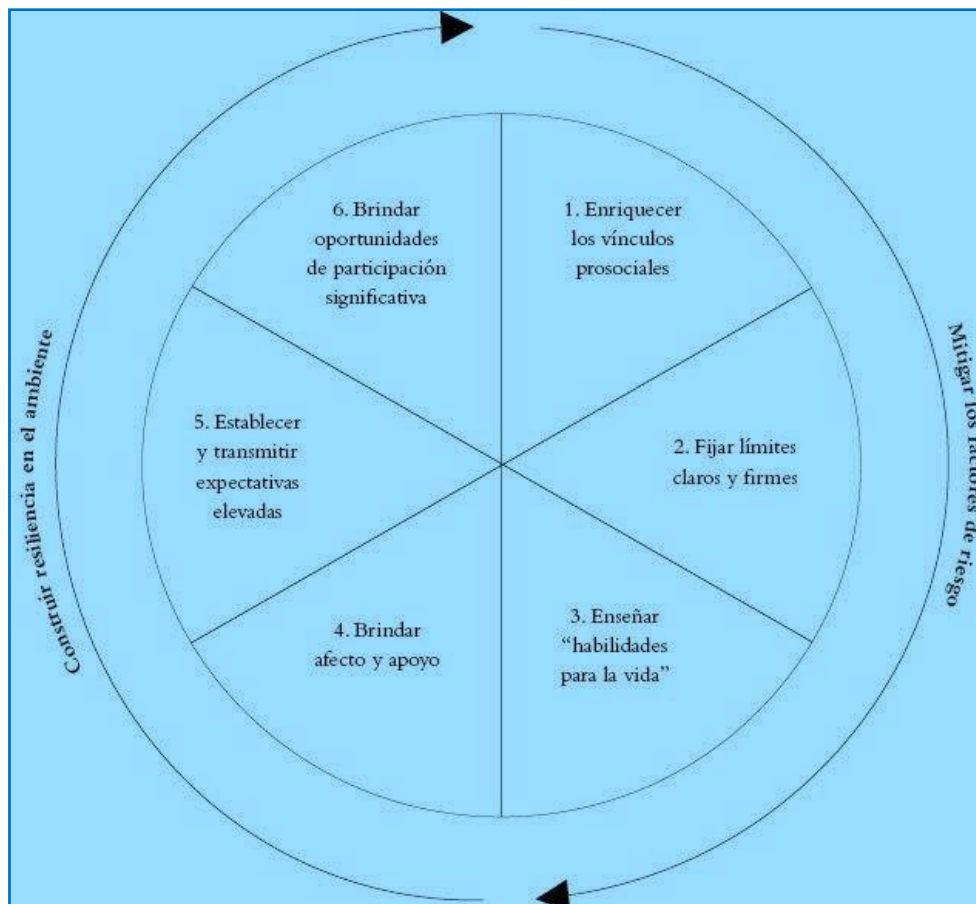 1. Enriquecer
los vínculos
prosociales
2. Fijar límites
claros y firmes
3. Enseñar
“habilidades
para la vida”
4. Brindar
afecto y apoyo
5. Establecer
y transmitir
expectativas
elevadas
6. Brindar
oportunidades
de participación
significativa
Construir resiliencia en el ambiente
Mitigar los factores de riesgo